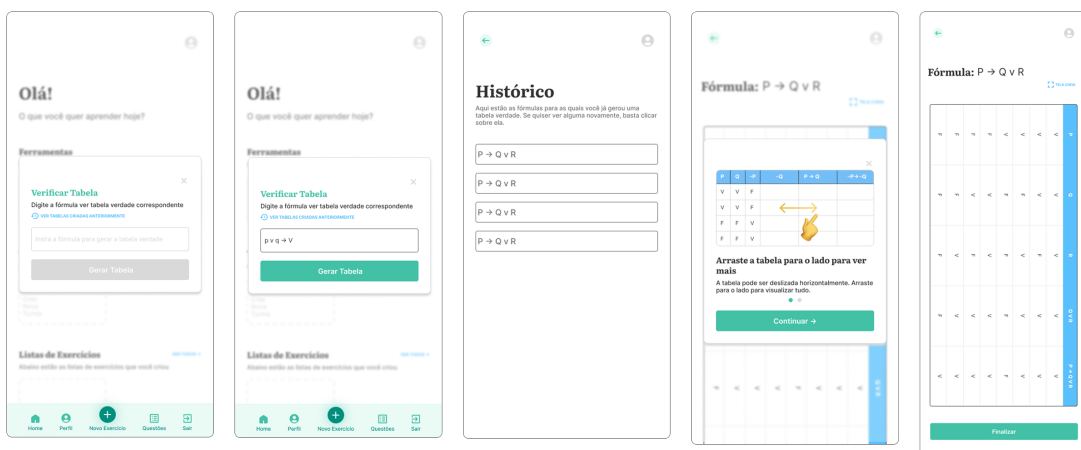 Olá!
O que você quer aprender hoje?
Ferramentas
Verificar Tabela
Digite a fórmula ver tabela verdade correspondente
VER TABELAS CRIADAS ANTERIORMENTE
Insira a fórmula para gerar a tabela verdade
Gerar Tabela
Listas de Exercícios
Abaixo estão as listas de exercícios que você criou
Home Perfil Novo Exercício Questões Sair
Olá!
O que você quer aprender hoje?
Ferramentas
Verificar Tabela
Digite a fórmula ver tabela verdade correspondente
VER TABELAS CRIADAS ANTERIORMENTE
p v q → V
Gerar Tabela
Listas de Exercícios
Abaixo estão as listas de exercícios que você criou
Home Perfil Novo Exercício Questões Sair
Histórico
Aqui estão as fórmulas para as quais você já gerou uma
tabela verdade. Se quiser ver alguma novamente, basta clicar
sobre ela.
P → Q v R
P → Q v R
P → Q v R
P → Q v R
Fórmula: P → Q v R
TELA CHEIA
P Q -P -Q P → Q -P → -Q
V V F
V V F
F F V
F F V
Arraste a tabela para o lado para ver
mais
A tabela pode ser deslizada horizontalmente. Arraste
para o lado para visualizar tudo.
Continuar →
F V V V F V V V QVR
Fórmula: P → Q v R
TELA CHEIA
F F F F V V V V P
F F V V F F V V Q
F V F V F V F V R
F V V V F V V V QVR
V V V V F V V V P → QVR
Finalizar